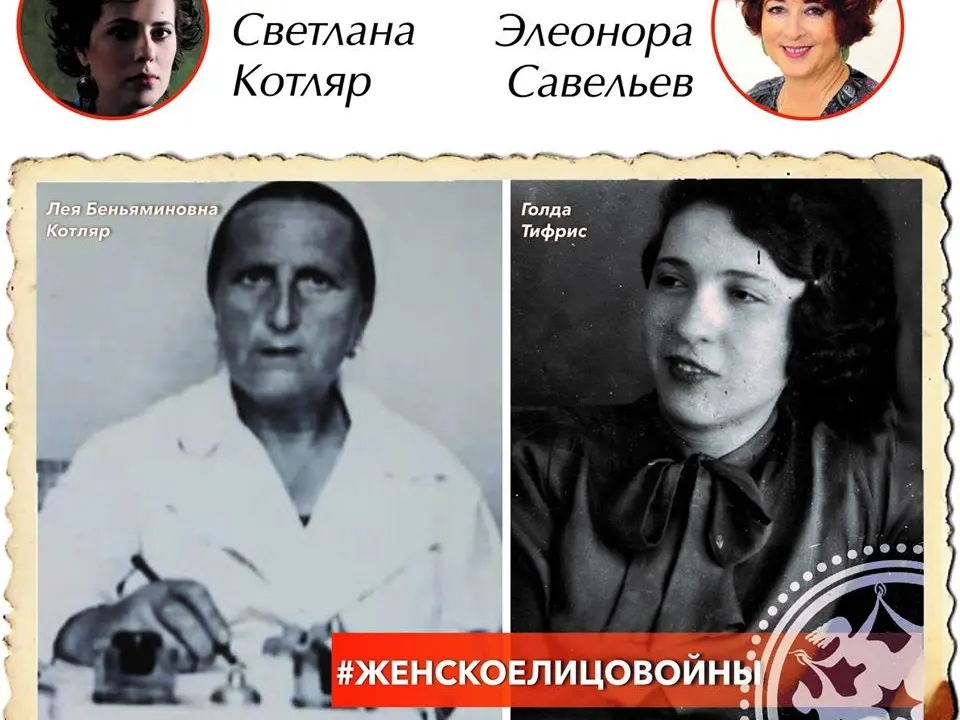 Светлана
Котляр
Элеонора
Савельев
Лея Беньяминовна
Котляр
Голда
Тифрис
#ЖЕНСКОЕЛИЦОВОЙНЫ